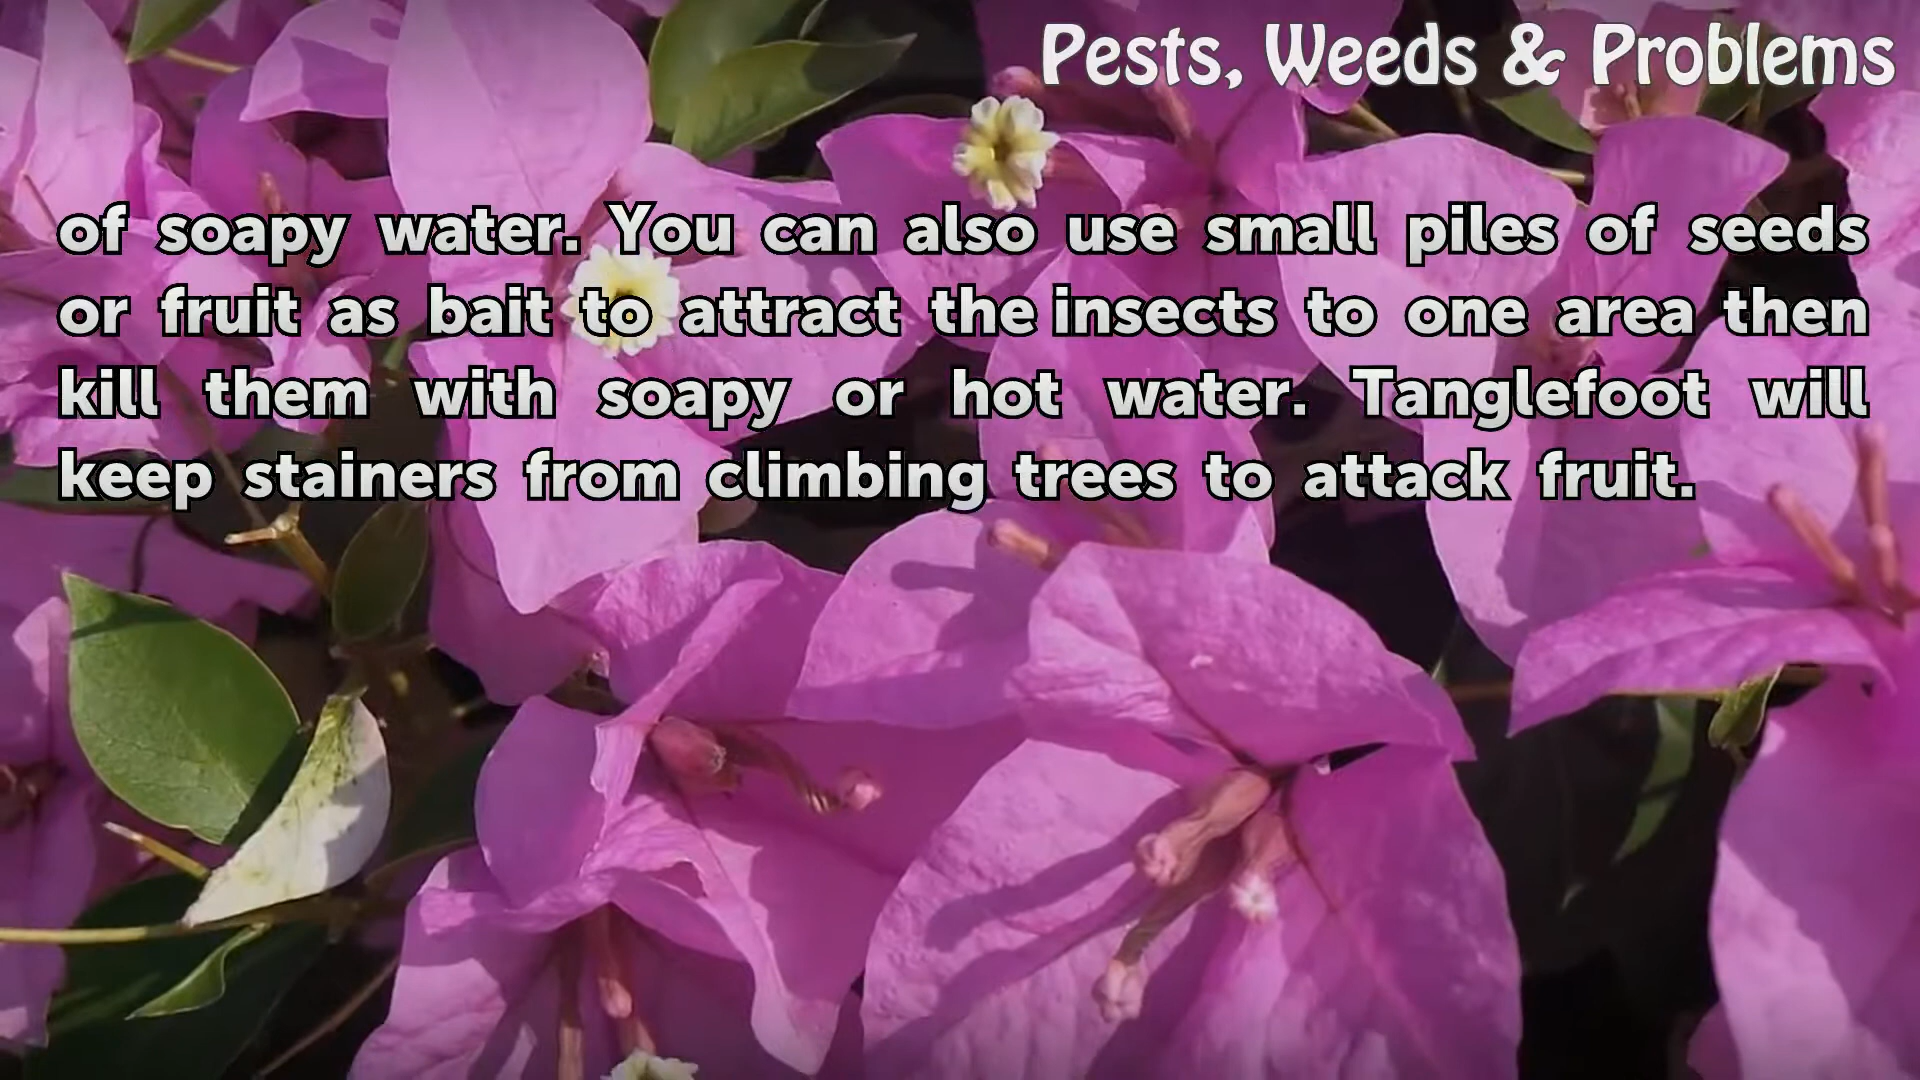 Pests, Weeds & Problems
of soapy water. You can also use small piles of seeds
or fruit as bait to attract the insects to one area then
kill them with soapy or hot water. Tanglefoot will
keep stainers from climbing trees to attack fruit.